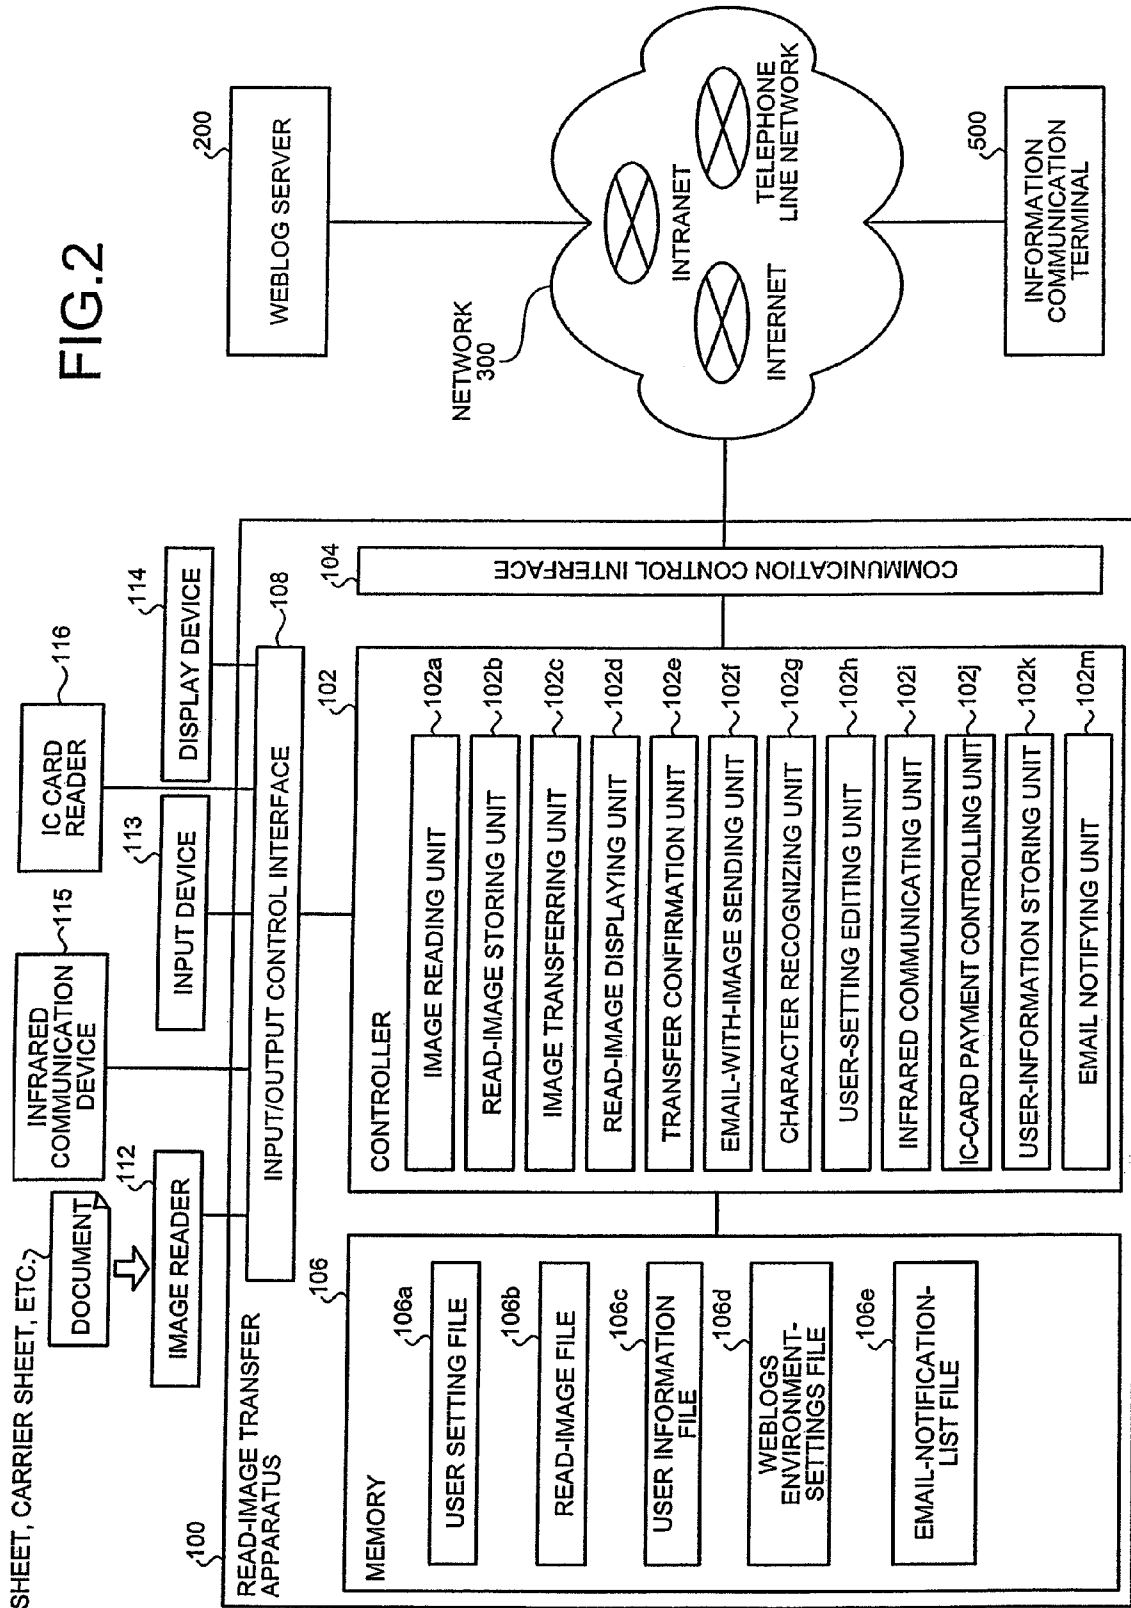 FIG.2
SHEET, CARRIER SHEET, ETC.
DOCUMENT
112
IMAGE READER
INFRARED
COMMUNICATION
DEVICE
115
113
INPUT DEVICE
IC CARD
READER
116
114
DISPLAY DEVICE
100
READ-IMAGE TRANSFER
APPARATUS
INPUT/OUTPUT CONTROL INTERFACE
108
106
MEMORY
106a
USER SETTING FILE
106b
READ-IMAGE FILE
106c
USER INFORMATION
FILE
106d
WEBLOGS
ENVIRONMENT-
SETTINGS FILE
106e
EMAIL-NOTIFICATION-
LIST FILE
102
CONTROLLER
IMAGE READING UNIT
102a
READ-IMAGE STORING UNIT
102b
IMAGE TRANSFERRING UNIT
102c
READ-IMAGE DISPLAYING UNIT
102d
TRANSFER CONFIRMATION UNIT
102e
EMAIL-WITH-IMAGE SENDING UNIT
102f
CHARACTER RECOGNIZING UNIT
102g
USER-SETTING EDITING UNIT
102h
INFRARED COMMUNICATING UNIT
102i
IC-CARD PAYMENT CONTROLLING UNIT
102j
USER-INFORMATION STORING UNIT
102k
EMAIL NOTIFYING UNIT
102m
104
COMMUNICATION CONTROL INTERFACE
200
WEBLOG SERVER
NETWORK
300
INTERNET
INTRANET
TELEPHONE
LINE NETWORK
500
INFORMATION
COMMUNICATION
TERMINAL